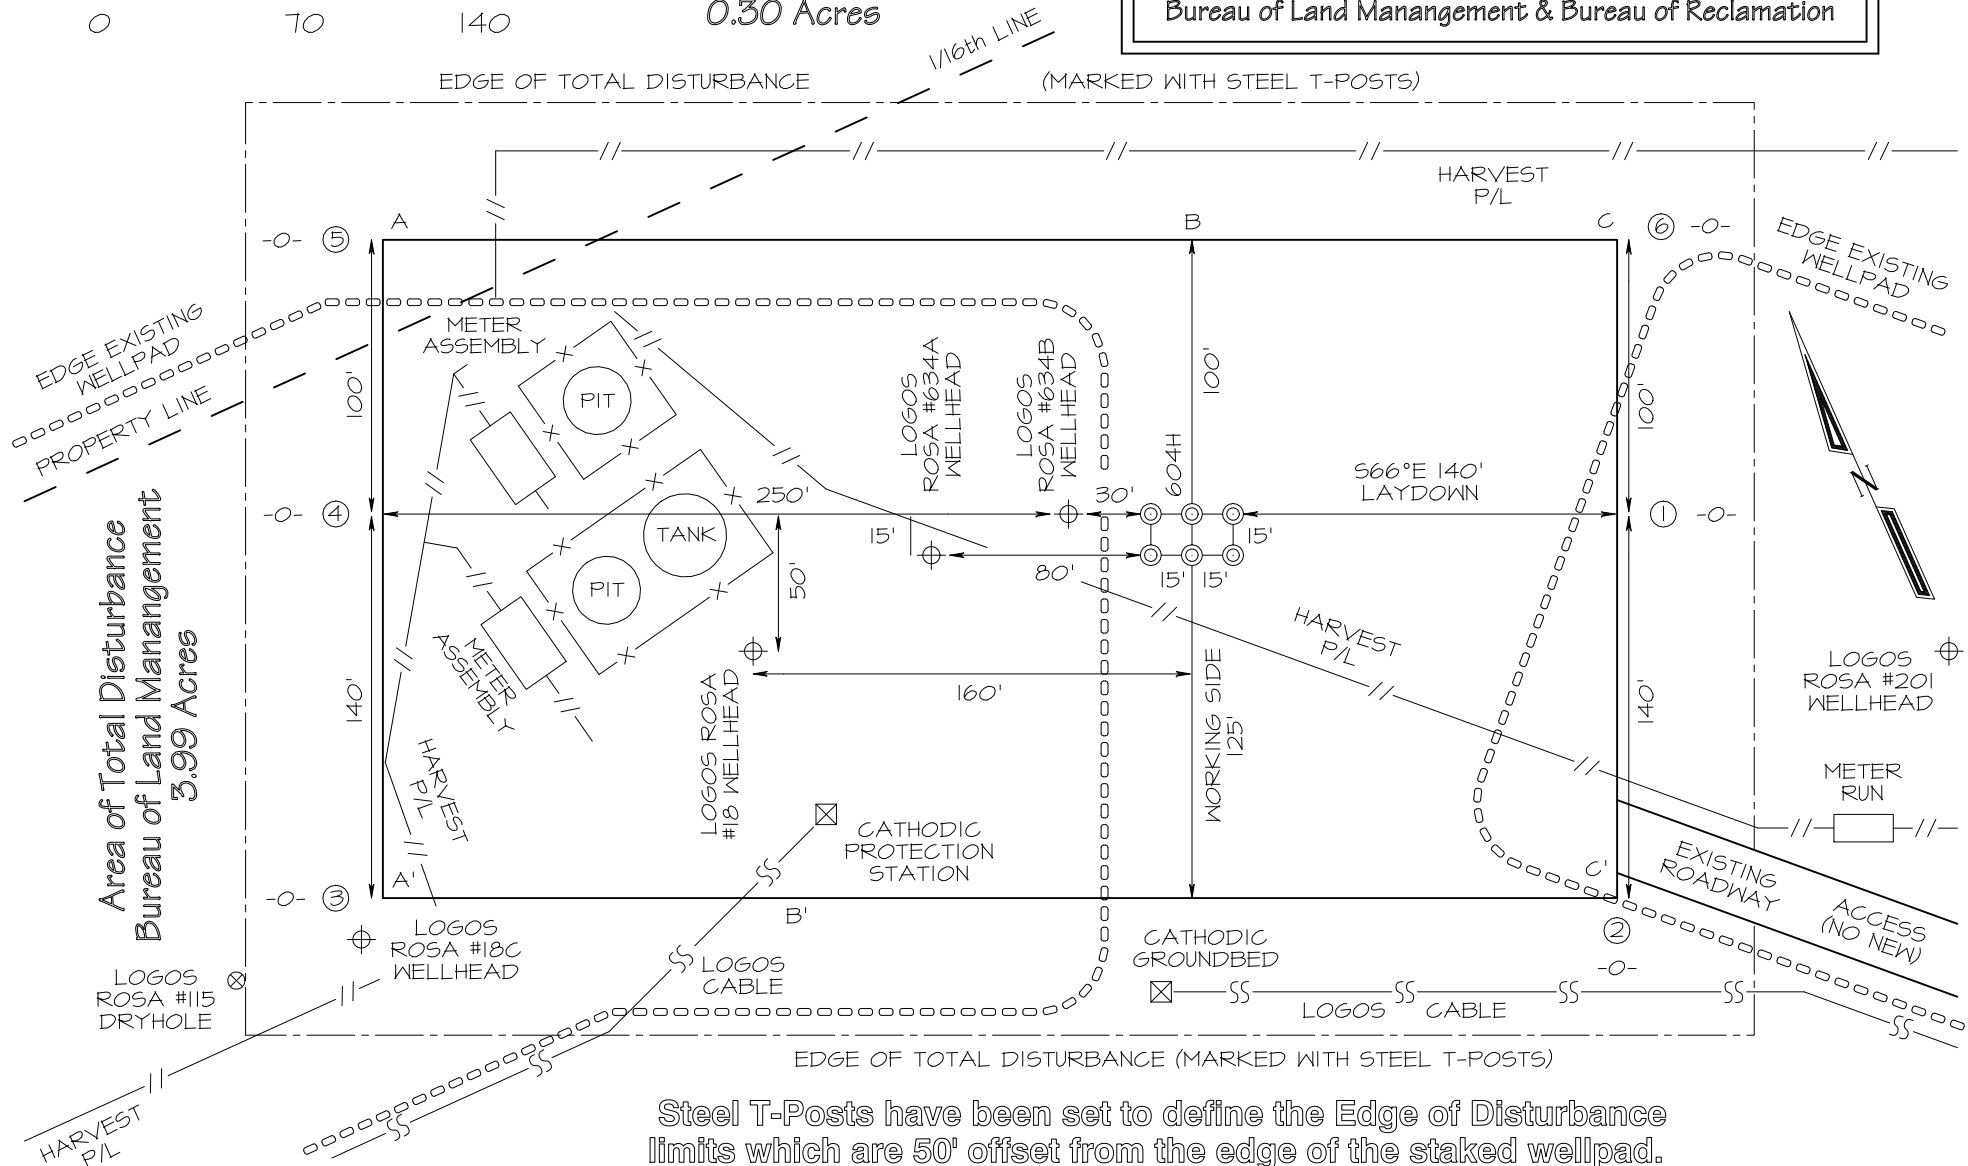 0 70 140
0.30 Acres
Bureau of Land Manangement & Bureau of Reclamation
1/16th LINE
EDGE OF TOTAL DISTURBANCE (MARKED WITH STEEL T-POSTS)
HARVEST
P/L
-0- 5 A B C 6 -0-
EDGE EXISTING
WELLPAD
EDGE EXISTING
WELLPAD
PROPERTY LINE
METER
ASSEMBLY
PIT
100'
LOGOS
ROSA #634A
WELLHEAD
LOGOS
ROSA #634B
WELLHEAD
100'
100'
604H
S66°E 140'
LAYDOWN
N
-0- 4
250'
30'
1 -0-
TANK
PIT
15'
15'
80'
15' 15'
50'
METER
ASSEMBLY
HARVEST
P/L
LOGOS
ROSA #201
WELLHEAD
160'
140'
140'
LOGOS ROSA
#18 WELLHEAD
WORKING SIDE
125'
HARVEST
P/L
METER
RUN
CATHODIC
PROTECTION
STATION
EXISTING
ROADWAY
ACCESS
(NO NEW)
Area of Total Disturbance
Bureau of Land Manangement
3.99 Acres
-0- 3 A' B' C'
2
-0-
LOGOS
ROSA #18C
WELLHEAD
LOGOS
ROSA #115
DRYHOLE
LOGOS
CABLE
CATHODIC
GROUNDBED
LOGOS CABLE
HARVEST
P/L
EDGE OF TOTAL DISTURBANCE (MARKED WITH STEEL T-POSTS)
Steel T-Posts have been set to define the Edge of Disturbance
limits which are 50' offset from the edge of the staked wellpad.